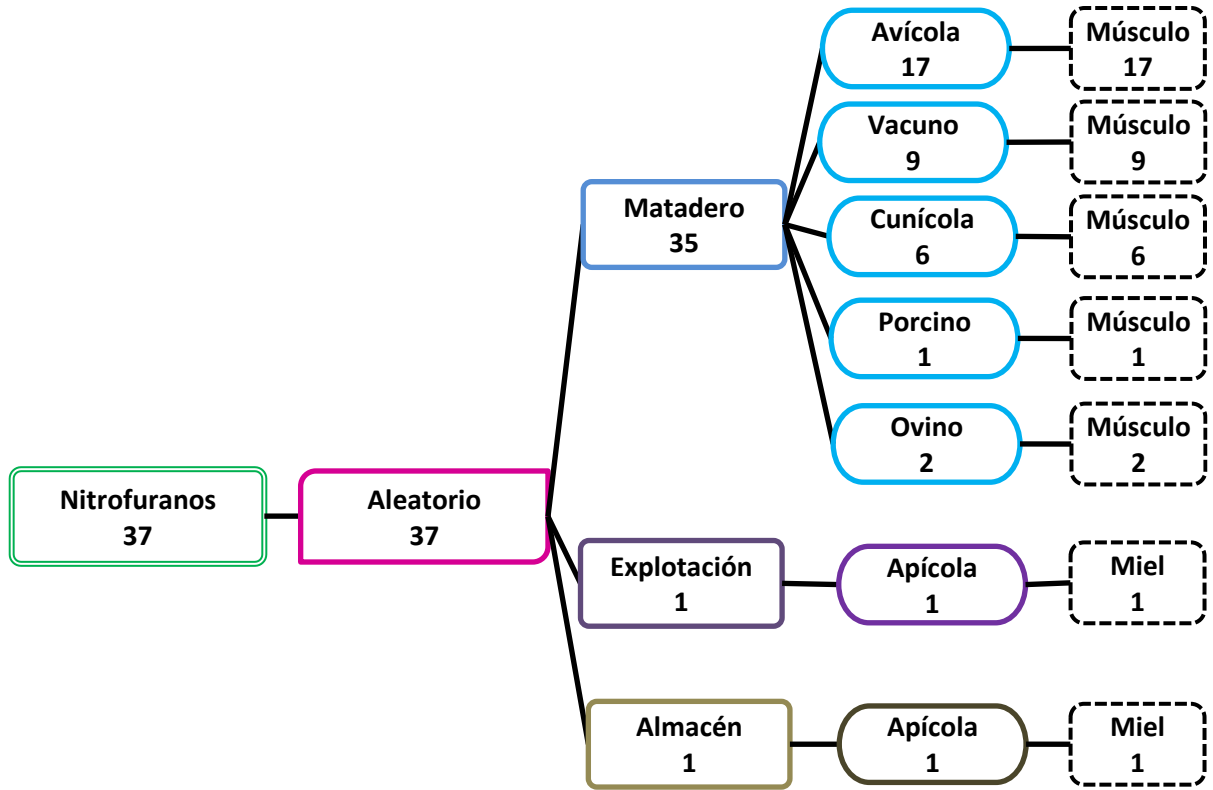 Avícola
17
Músculo
17
Vacuno
9
Músculo
9
Matadero
35
Cunícola
6
Músculo
6
Porcino
1
Músculo
1
Ovino
2
Músculo
2
Nitrofuranos
37
Aleatorio
37
Explotación
1
Apícola
1
Miel
1
Almacén
1
Apícola
1
Miel
1